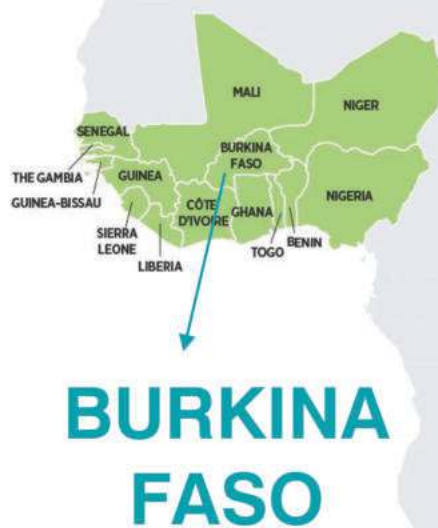 MALI
NIGER
SENEGAL
BURKINA
FASO
THE GAMBIA
GUINEA
GUINEA-BISSAU
NIGERIA
CÔTE
D'IVOIRE
GHANA
SIERRA
LEONE
TOGO
BENIN
LIBERIA
BURKINA
FASO